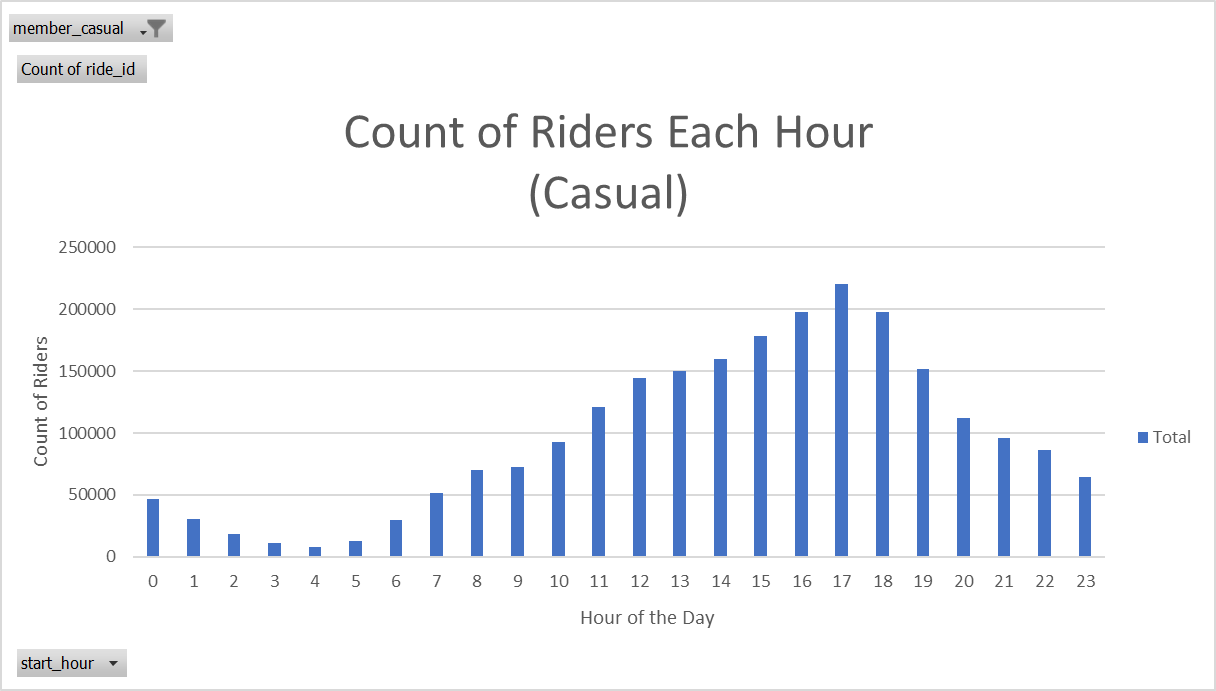 member_casual
Count of ride_id
Count of Riders Each Hour
(Casual)
250000
200000
150000
100000
50000
0
Count of Riders
0 1 2 3 4 5 6 7 8 9 10 11 12 13 14 15 16 17 18 19 20 21 22 23
Hour of the Day
Total
start_hour